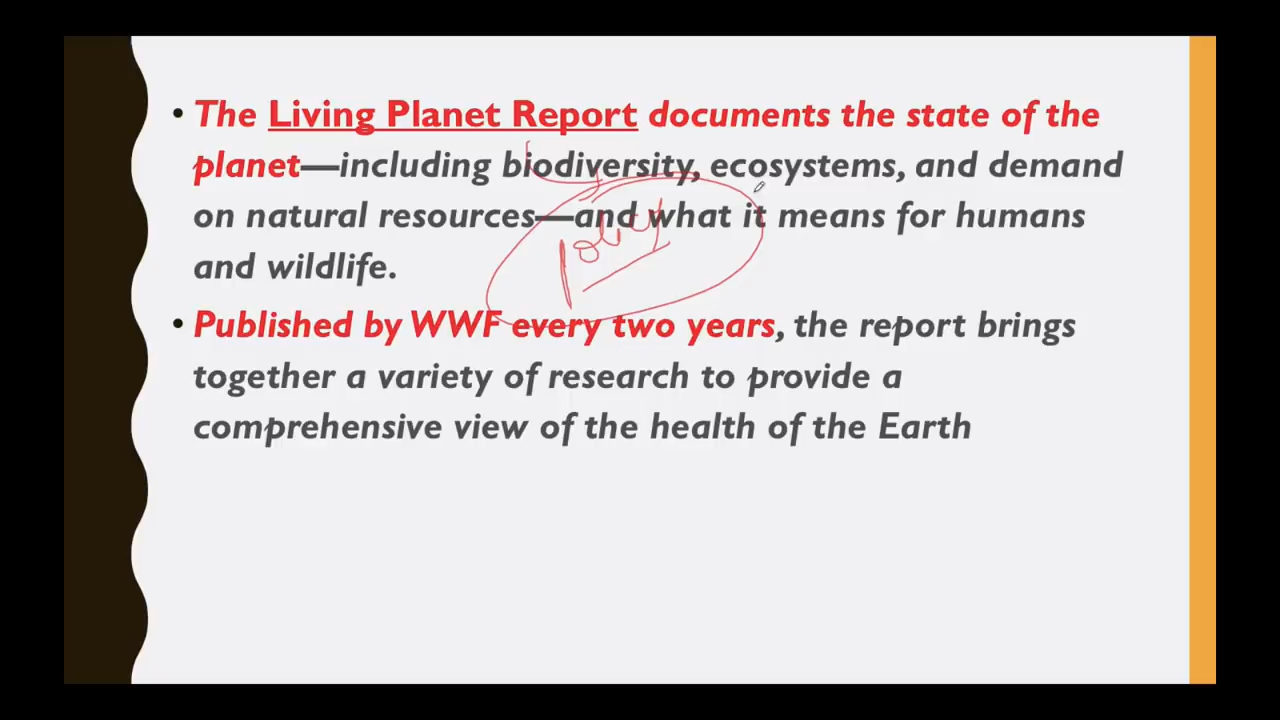 • The Living Planet Report documents the state of the
planet—including biodiversity, ecosystems, and demand
on natural resources—and what it means for humans
policy
and wildlife.
• Published by WWF every two years, the report brings
together a variety of research to provide a
comprehensive view of the health of the Earth